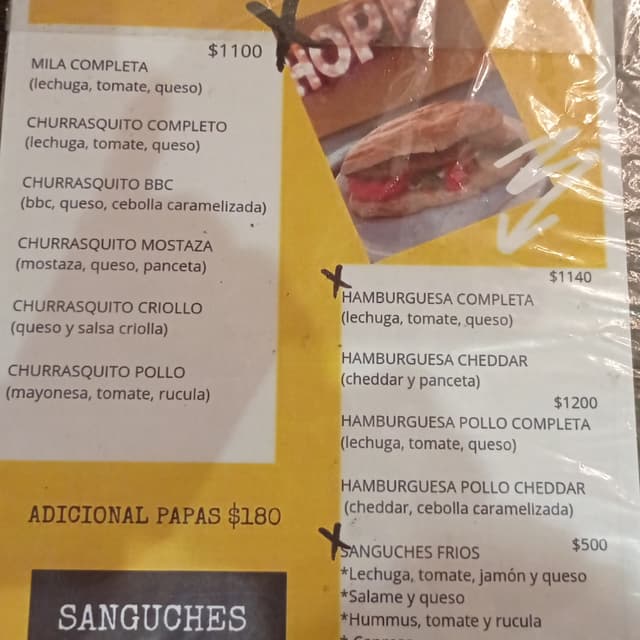 $1100
MILA COMPLETA
(lechuga, tomate, queso)
CHURRASQUITO COMPLETO
(lechuga, tomate, queso)
CHURRASQUITO BBC
(bbc, queso, cebolla caramelizada)
CHURRASQUITO MOSTAZA
(mostaza, queso, panceta)
CHURRASQUITO CRIOLLO
(queso y salsa criolla)
CHURRASQUITO POLLO
(mayonesa, tomate, rucula)
ADICIONAL PAPAS $180
SANGUCHES
HOPP
$1140
HAMBURGUESA COMPLETA
(lechuga, tomate, queso)
HAMBURGUESA CHEDDAR
(cheddar y panceta)
$1200
HAMBURGUESA POLLO COMPLETA
(lechuga, tomate, queso)
HAMBURGUESA POLLO CHEDDAR
(cheddar, cebolla caramelizada)
SANGUCHES FRIOS $500
*Lechuga, tomate, jamón y queso
*Salame y queso
*Hummus, tomate y rucula